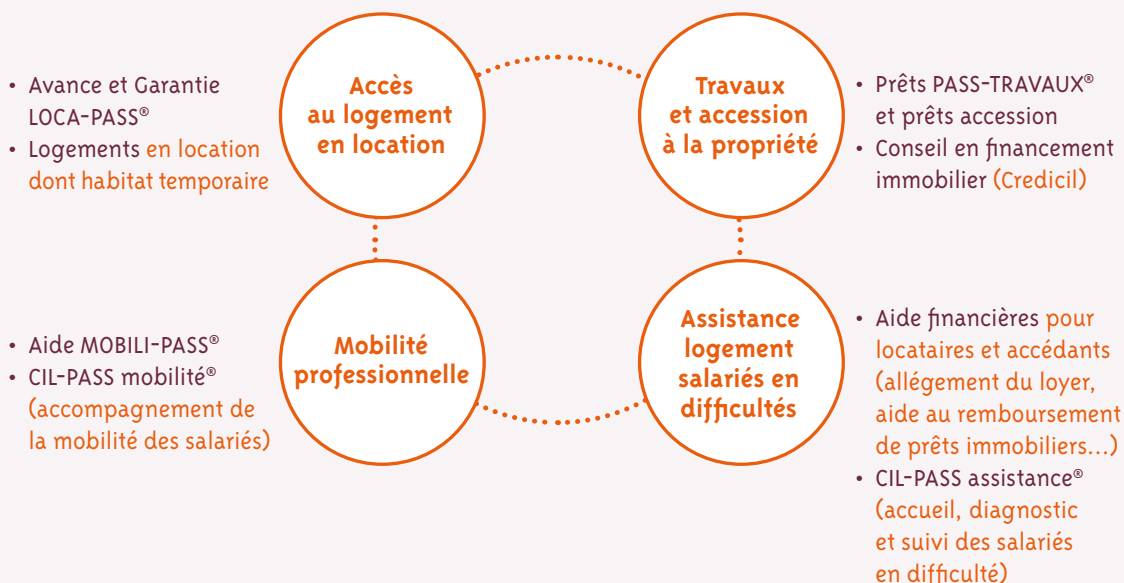 • Avance et Garantie
LOCA-PASS®
• Logements en location
dont habitat temporaire
Accès
au logement
en location
Travaux
et accession
à la propriété
• Prêts PASS-TRAVAUX®
et prêts accession
• Conseil en financement
immobilier (Credicil)
• Aide MOBILI-PASS®
• CIL-PASS mobilité®
(accompagnement de
la mobilité des salariés)
Mobilité
professionnelle
Assistance
logement
salariés en
difficultés
• Aide financières pour
locataires et accédants
(allégement du loyer,
aide au remboursement
de prêts immobiliers...)
• CIL-PASS assistance®
(accueil, diagnostic
et suivi des salariés
en difficulté)